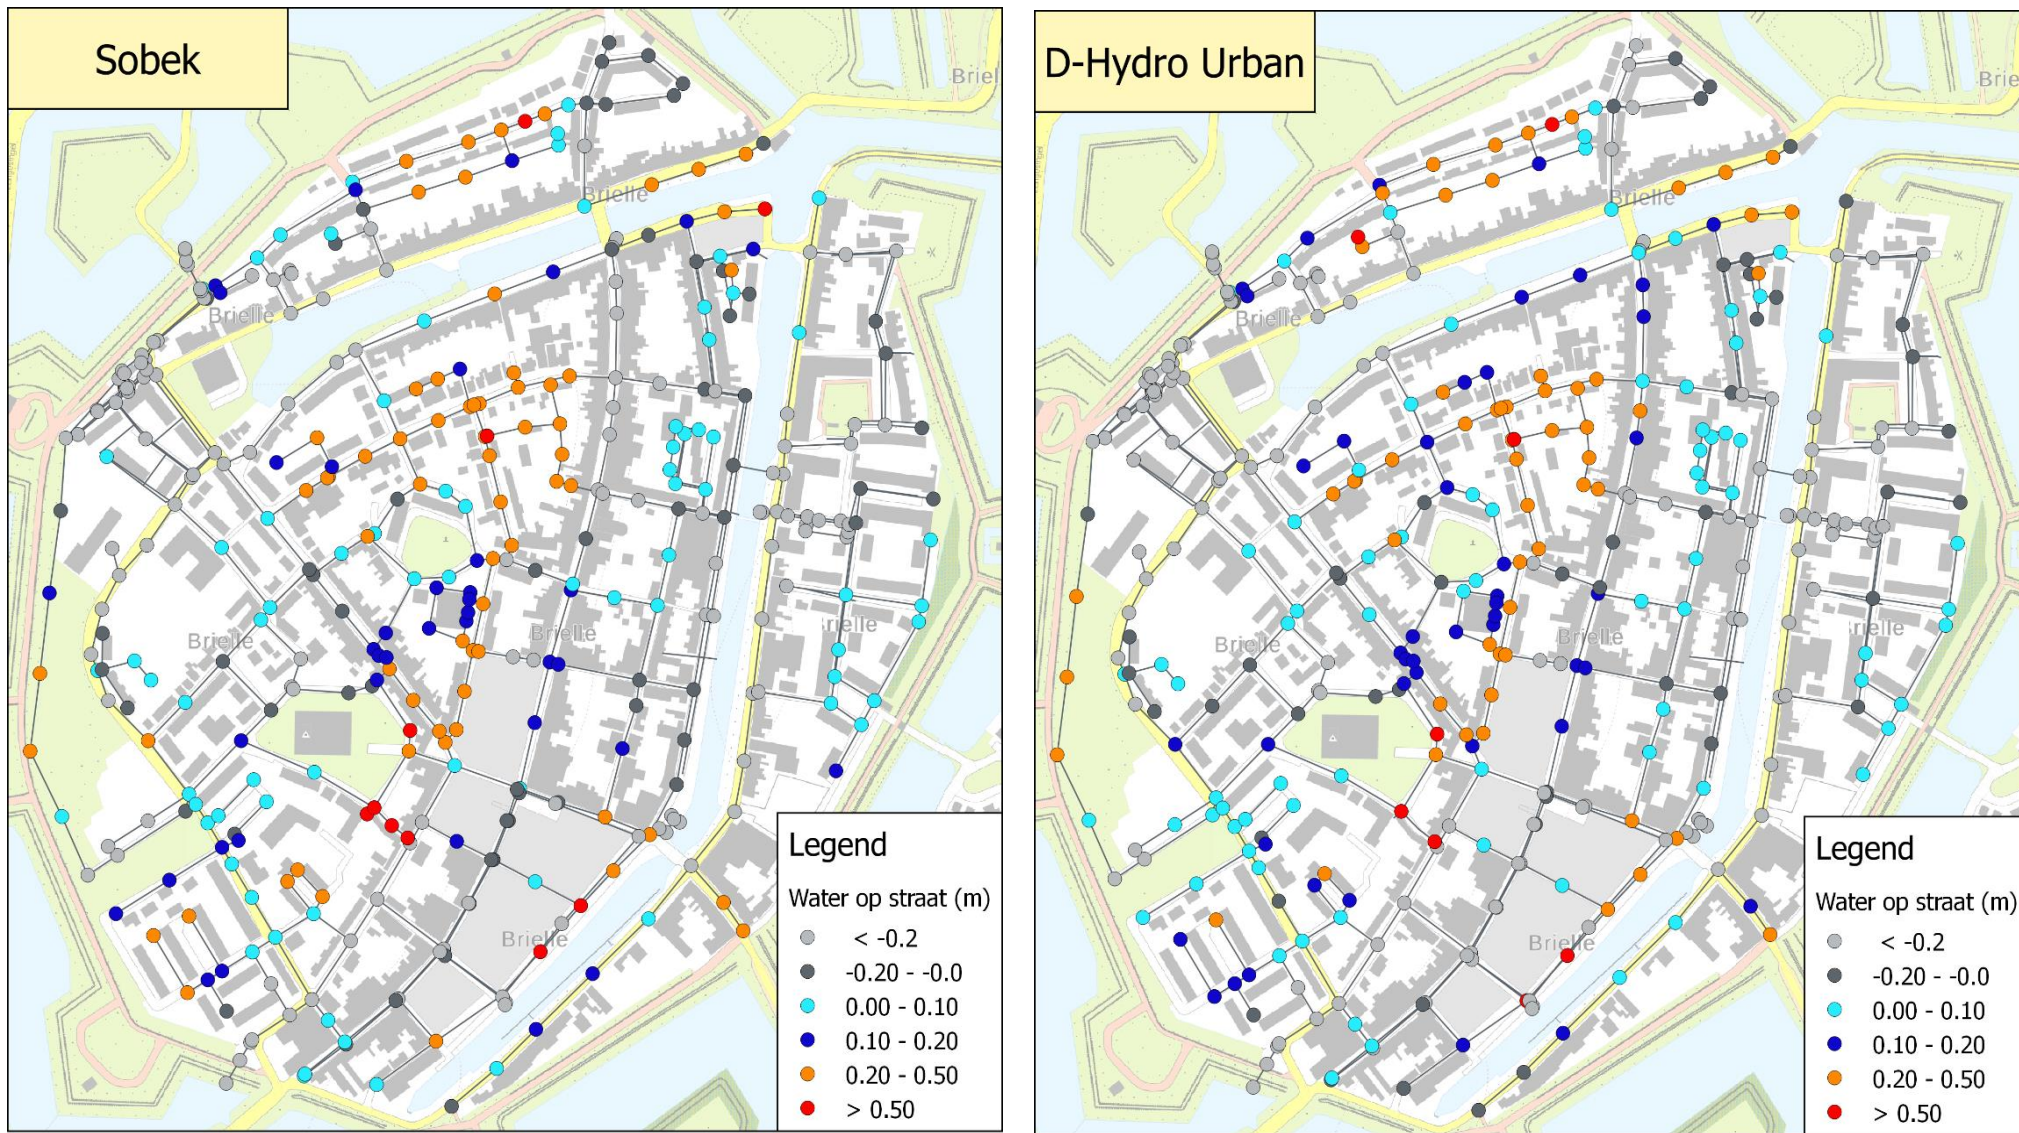 Sobek
Briel
Brielle
Brielle
Brielle
Brielle
rielle
Brielle
Legend
Water op straat (m)
< -0.2
-0.20 - -0.0
0.00 - 0.10
0.10 - 0.20
0.20 - 0.50
> 0.50
D-Hydro Urban
Brie
Brielle
Brielle
Brielle
Brielle
rielle
Brielle
Legend
Water op straat (m)
< -0.2
-0.20 - -0.0
0.00 - 0.10
0.10 - 0.20
0.20 - 0.50
> 0.50